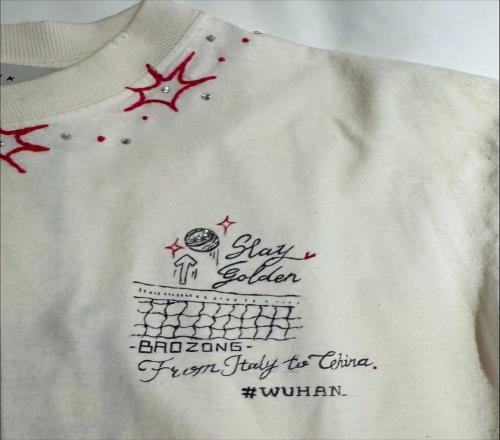 Slay
Golden
-BAOZONG-
From Italy to China.
#WUHAN